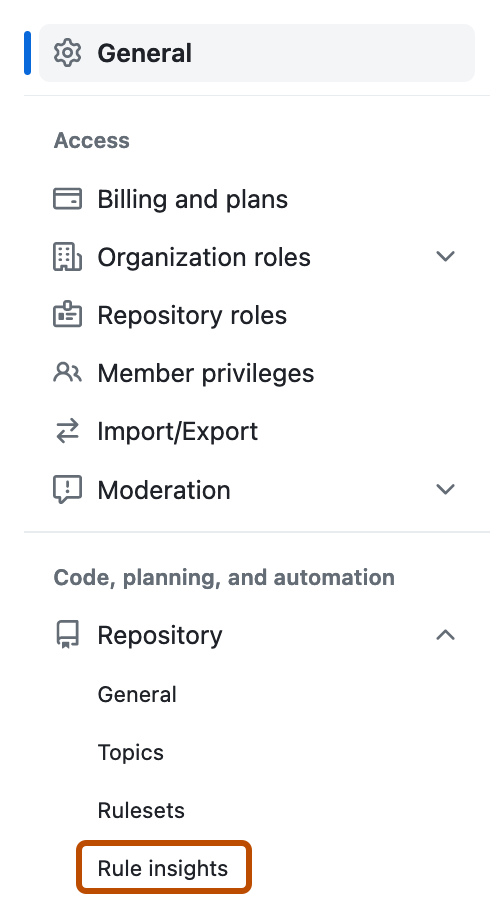 General
Access
Billing and plans
Organization roles
Repository roles
Member privileges
Import/Export
Moderation
Code, planning, and automation
Repository
General
Topics
Rulesets
Rule insights